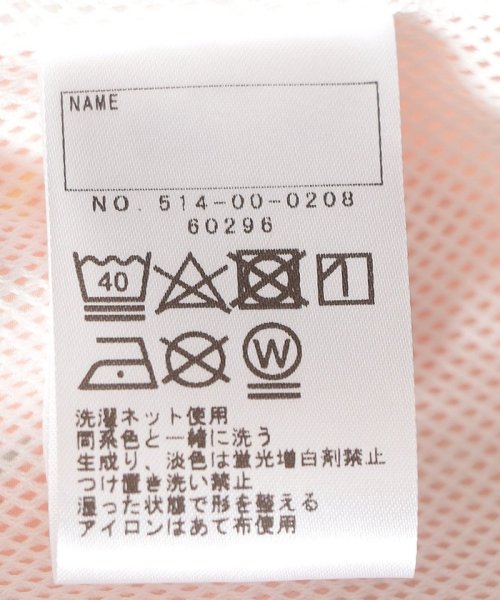 NAME
NO. 514-00-0208
60296
40
W
洗濯ネット使用
同系色と一緒に洗う
生成り、淡色は蛍光増白剤禁止
つけ置き洗い禁止
湿った状態で形を整える
アイロンはあて布使用